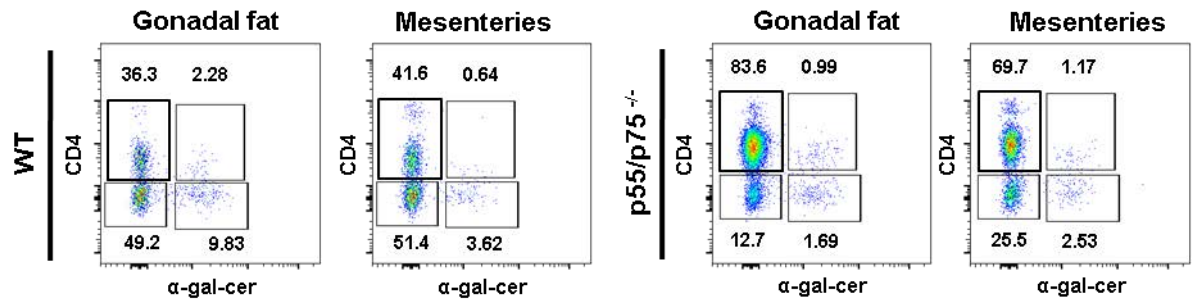 Gonadal fat Mesenteries Gonadal fat Mesenteries
WT
CD4
36.3 2.28
49.2 9.83
α-gal-cer
CD4
41.6 0.64
51.4 3.62
α-gal-cer
p55/p75 -/-
CD4
83.6 0.99
12.7 1.69
α-gal-cer
CD4
69.7 1.17
25.5 2.53
α-gal-cer